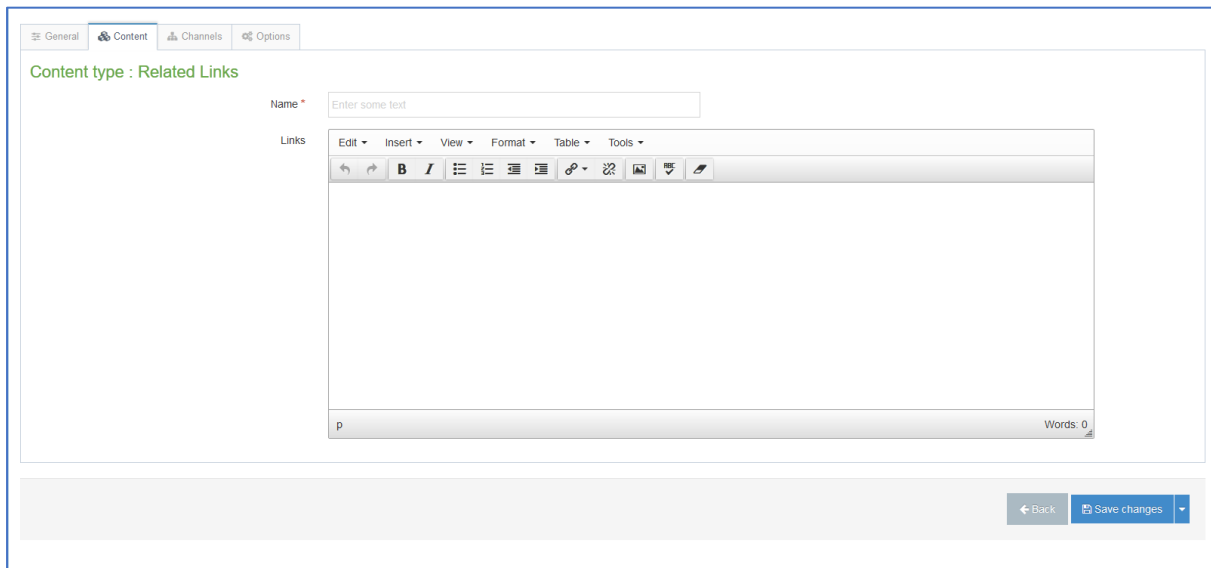 General Content Channels Options
Content type : Related Links
Name *
Enter some text
Links
Edit Insert View Format Table Tools
B I ABC
p Words: 0
Back Save changes